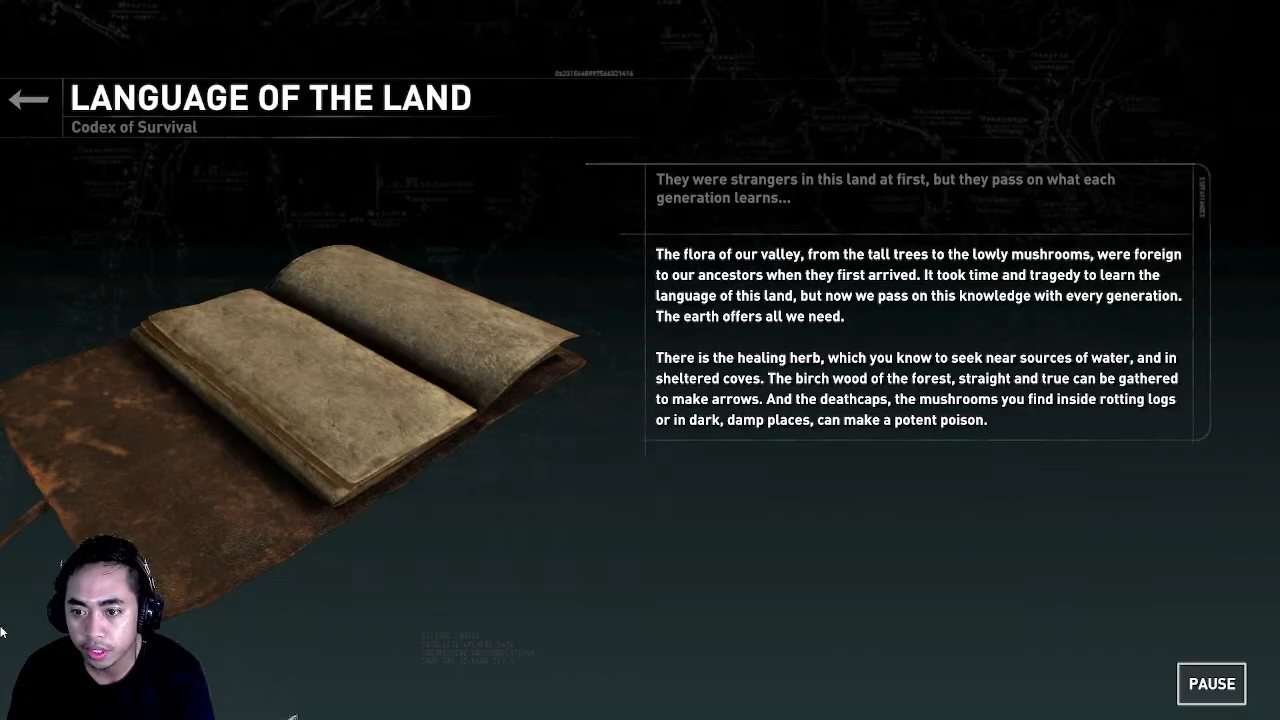 0x2315648997566321416
LANGUAGE OF THE LAND
Codex of Survival
They were strangers in this land at first, but they pass on what each
generation learns...
The flora of our valley, from the tall trees to the lowly mushrooms, were foreign
to our ancestors when they first arrived. It took time and tragedy to learn the
language of this land, but now we pass on this knowledge with every generation.
The earth offers all we need.
There is the healing herb, which you know to seek near sources of water, and in
sheltered coves. The birch wood of the forest, straight and true can be gathered
to make arrows. And the deathcaps, the mushrooms you find inside rotting logs
or in dark, damp places, can make a potent poison.
PAUSE